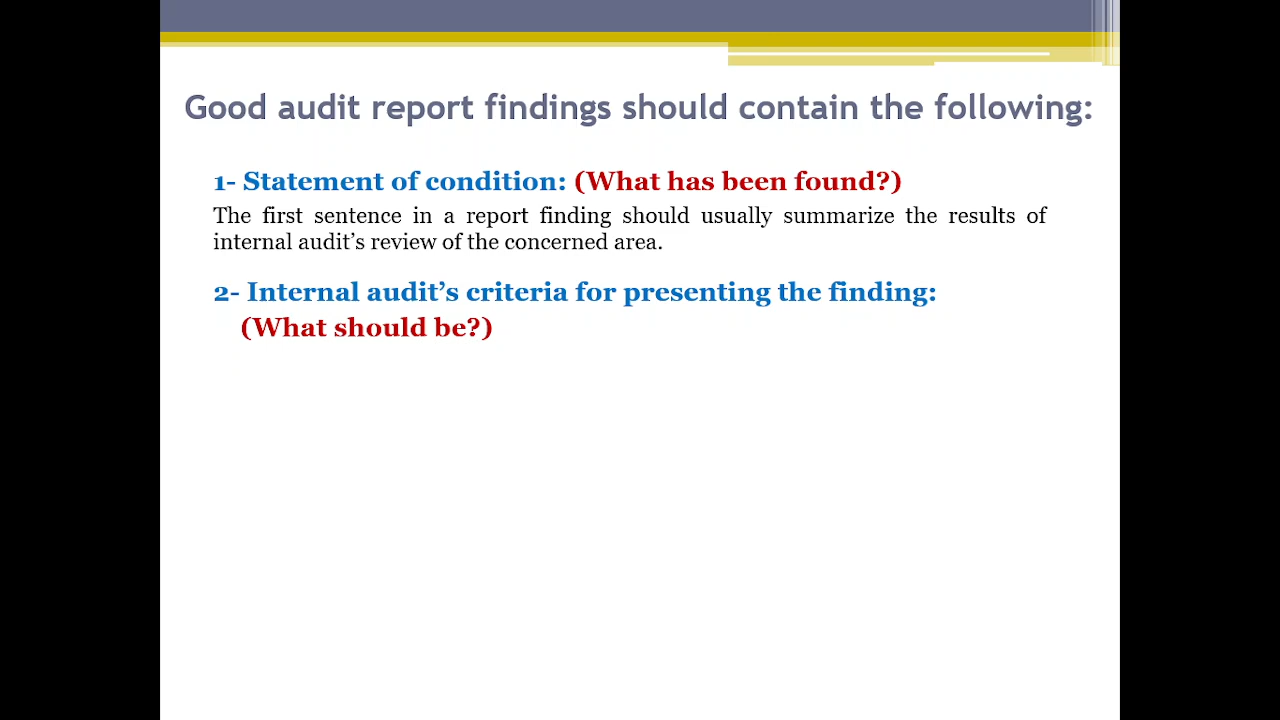 Good audit report findings should contain the following:
1- Statement of condition: (What has been found?)
The first sentence in a report finding should usually summarize the results of
internal audit’s review of the concerned area.
2- Internal audit’s criteria for presenting the finding:
(What should be?)